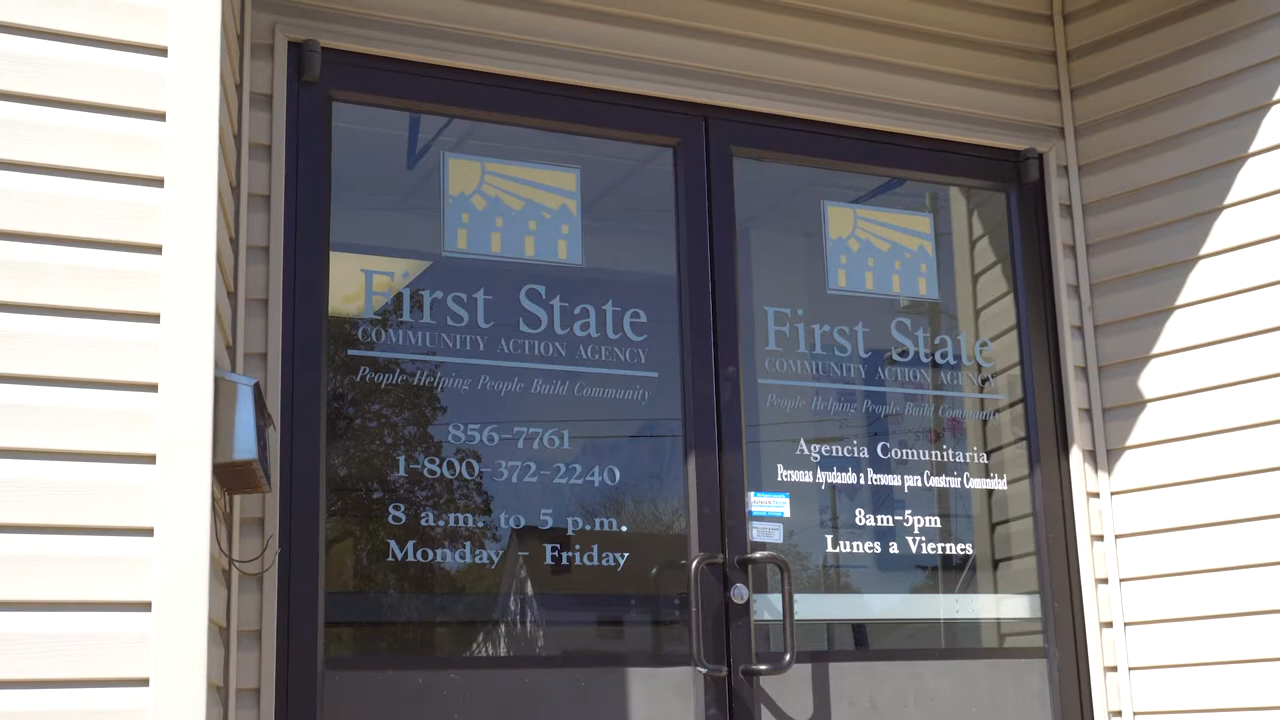 First State
COMMUNITY ACTION AGENCY
People Helping People Build Community
856-7761
1-800-372-2240
8 a.m. to 5 p.m.
Monday - Friday
First State
COMMUNITY ACTION AGENCY
People Helping People Build Community
Agencia Comunitaria
Personas Ayudando a Personas para Construir Comunidad
8am-5pm
Lunes a Viernes